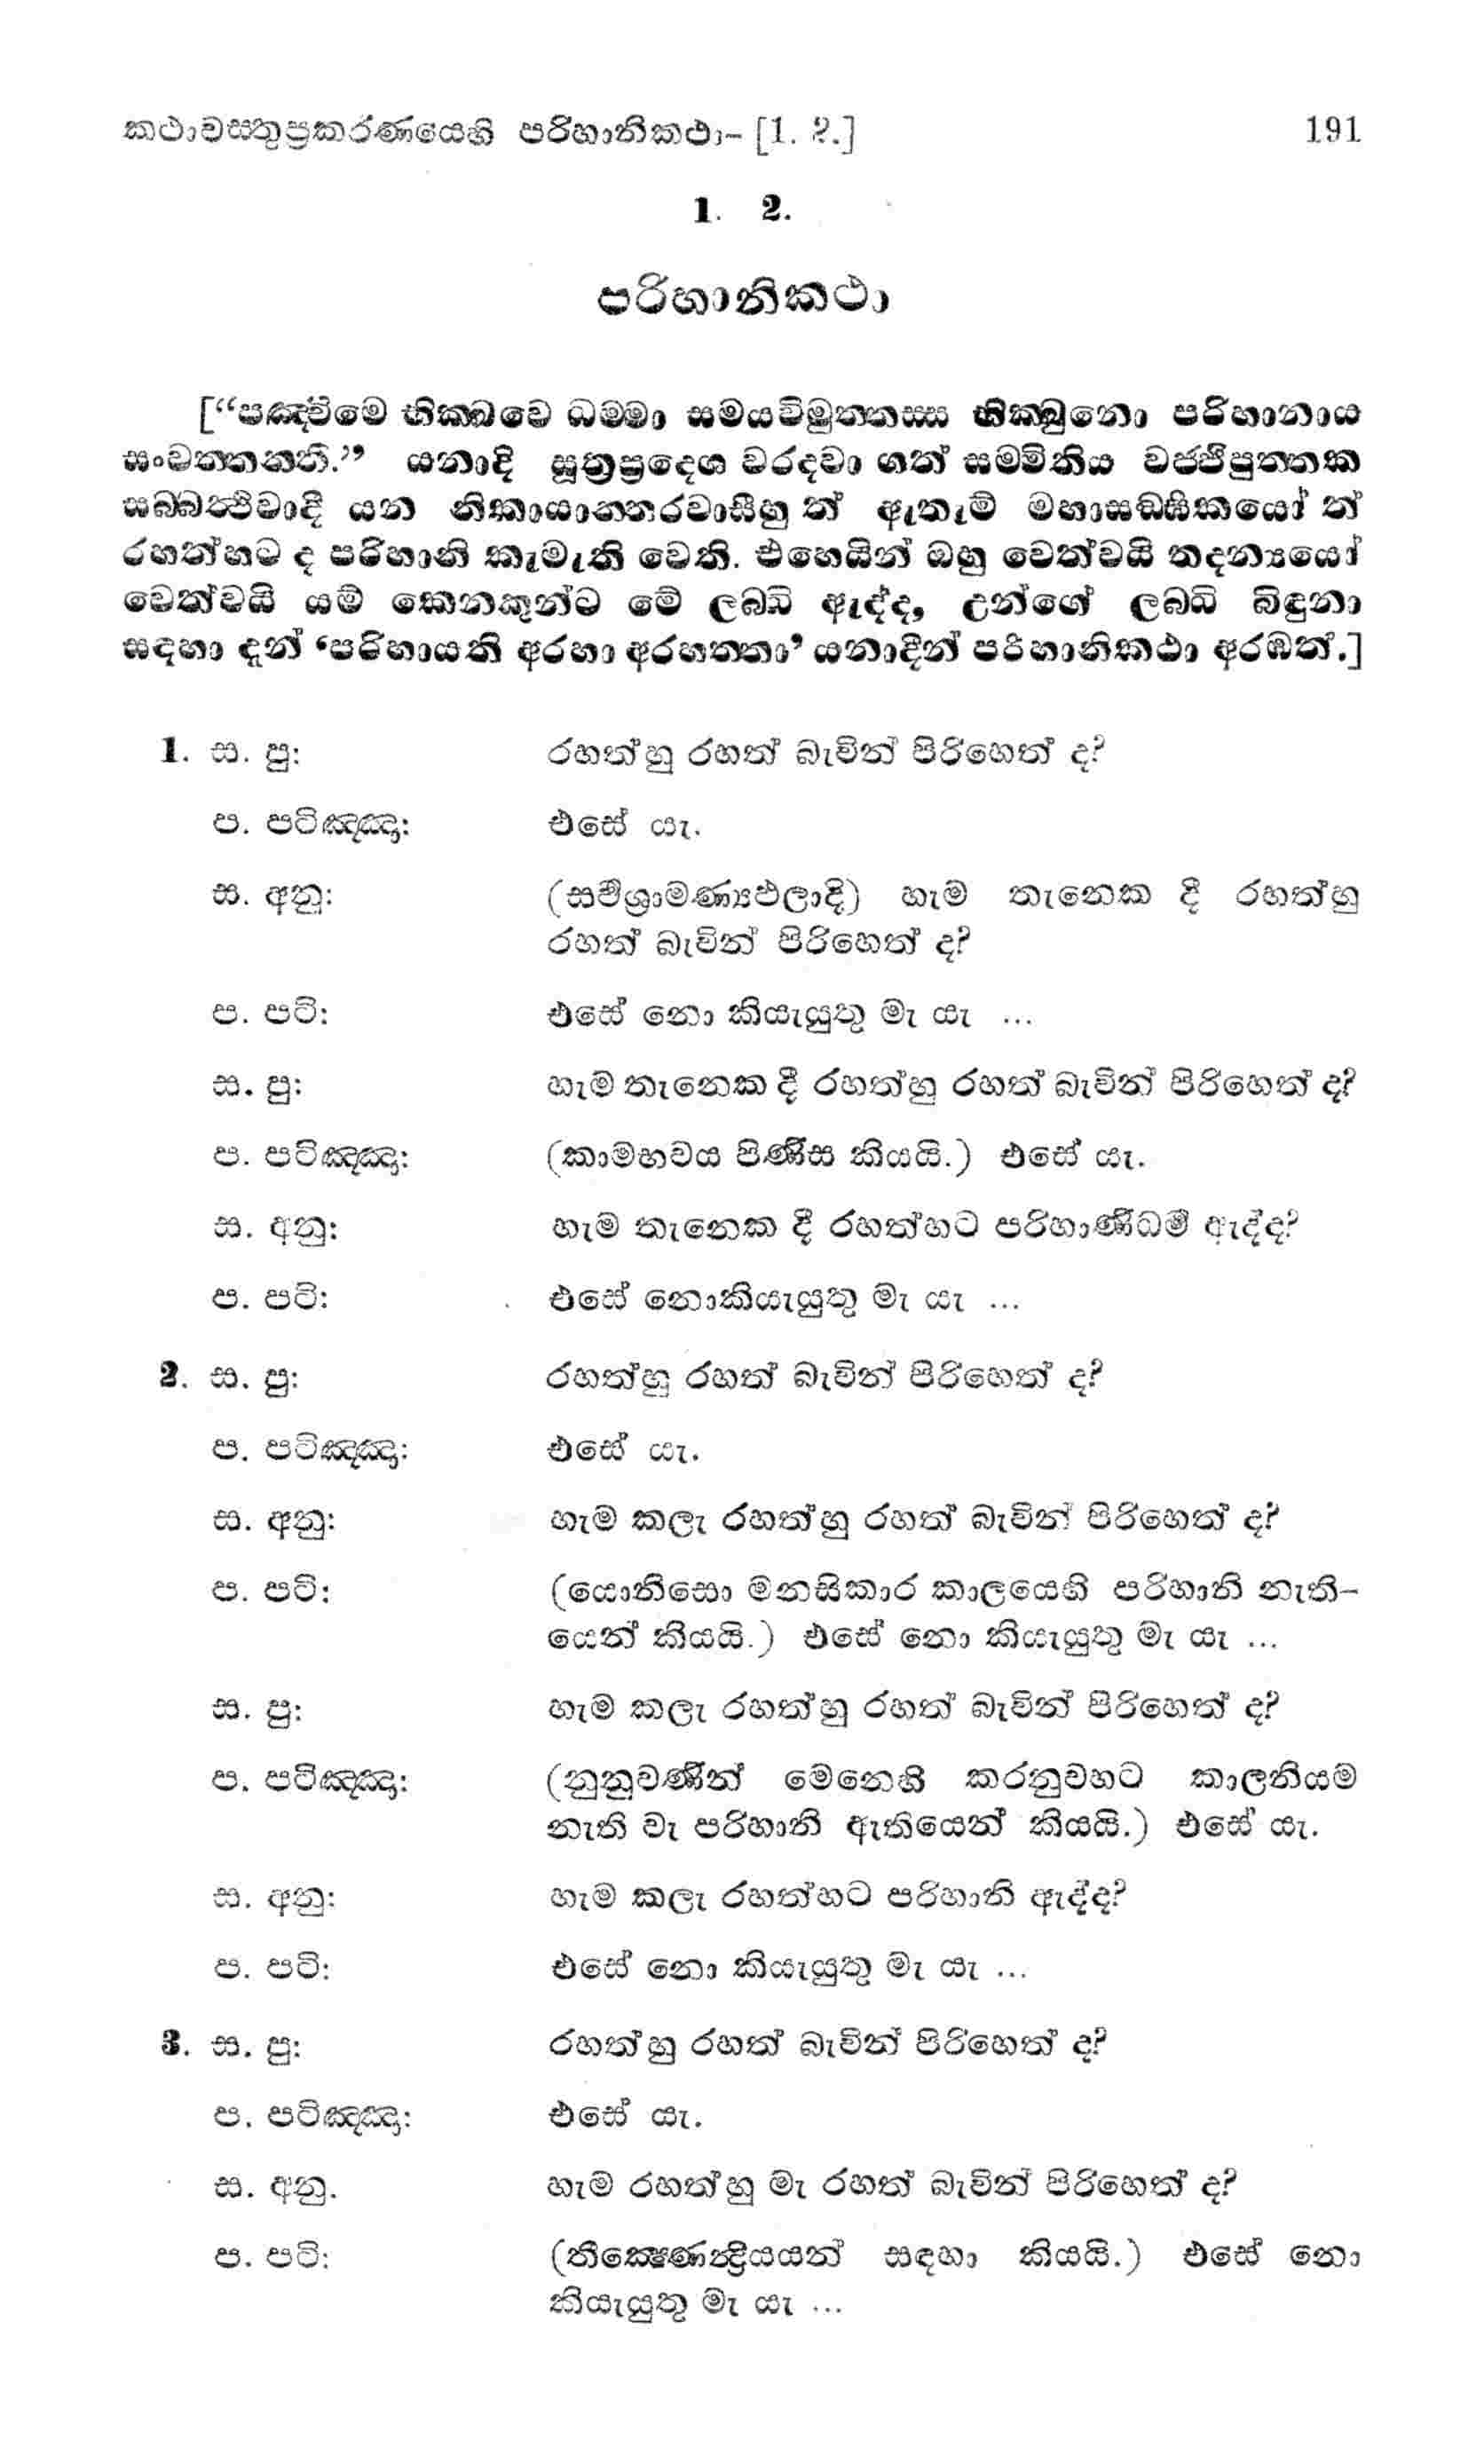 කථාවස්තුප්‍රකරණයෙහි පරිහානිකථා– [1. 2.] 191
1. 2.
පරිහානිකථා
[“පඤ්චිමෙ භික්ඛවෙ ධම්මා සමයවිමුත්තස්ස භික්ඛුනො පරිහානාය
සංවත්තන්ති.” යනාදි සූත්‍රප්‍රදෙශ වරදවා ගත් සම්මිතිය වජ්ජිපුත්තක
සබ්බත්ථිවාදී යන නිකායාන්තරවාසීහු ත් ඇතැම් මහාසඞ්ඝිකයෝ ත්
රහත්හට ද පරිහානි කැමැති වෙති. එහෙයින් ඔහු වෙත්වයි තදන්‍යයෝ
වෙත්වයි යම් කෙනකුන්ට මේ ලබ්ධි ඇද්ද, උන්ගේ ලබ්ධි බිඳුනා
සඳහා දැන් ‘පරිහායති අරහා අරහත්තා’ යනාදීන් පරිහානිකථා අරඹත්.]
1. ස. පු: රහත්හු රහත් බැවින් පිරිහෙත් ද?
ප. පටිඤ්ඤා: එසේ යැ.
ස. අනු: (සර්වශ්‍රාමණ්‍යඵලාදි) හැම තැනෙක දී රහත්හු
රහත් බැවින් පිරිහෙත් ද?
ප. පටි: එසේ නො කියැයුතු මැ යැ ...
ස. පු: හැම තැනෙක දී රහත්හු රහත් බැවින් පිරිහෙත් ද?
ප. පටිඤ්ඤා: (කාමභවය පිණිස කියයි.) එසේ යැ.
ස. අනු: හැම තැනෙක දී රහත්හට පරිහාණිධර්ම ඇද්ද?
ප. පටි: එසේ නොකියැයුතු මැ යැ ...
2. ස. පු: රහත්හු රහත් බැවින් පිරිහෙත් ද?
ප. පටිඤ්ඤා: එසේ යැ.
ස. අනු: හැම කලැ රහත්හු රහත් බැවින් පිරිහෙත් ද?
ප. පටි: (යොනිසො මනසිකාර කාලයෙහි පරිහානි නැති–
යෙන් කියයි.) එසේ නො කියැයුතු මැ යැ ...
ස. පු: හැම කලැ රහත්හු රහත් බැවින් පිරිහෙත් ද?
ප. පටිඤ්ඤා: (නුනුවණින් මෙනෙහි කරනුවහට කාලනියම
නැති වැ පරිහානි ඇතියෙන් කියයි.) එසේ යැ.
ස. අනු: හැම කලැ රහත්හට පරිහානි ඇද්ද?
ප. පටි: එසේ නො කියැයුතු මැ යැ ...
3. ස. පු: රහත්හු රහත් බැවින් පිරිහෙත් ද?
ප. පටිඤ්ඤා: එසේ යැ.
ස. අනු. හැම රහත්හු මැ රහත් බැවින් පිරිහෙත් ද?
ප. පටි: (තීක්ෂ්ණෙන්ද්‍රියයන් සඳහා කියයි.) එසේ නො
කියැයුතු මැ යැ ...